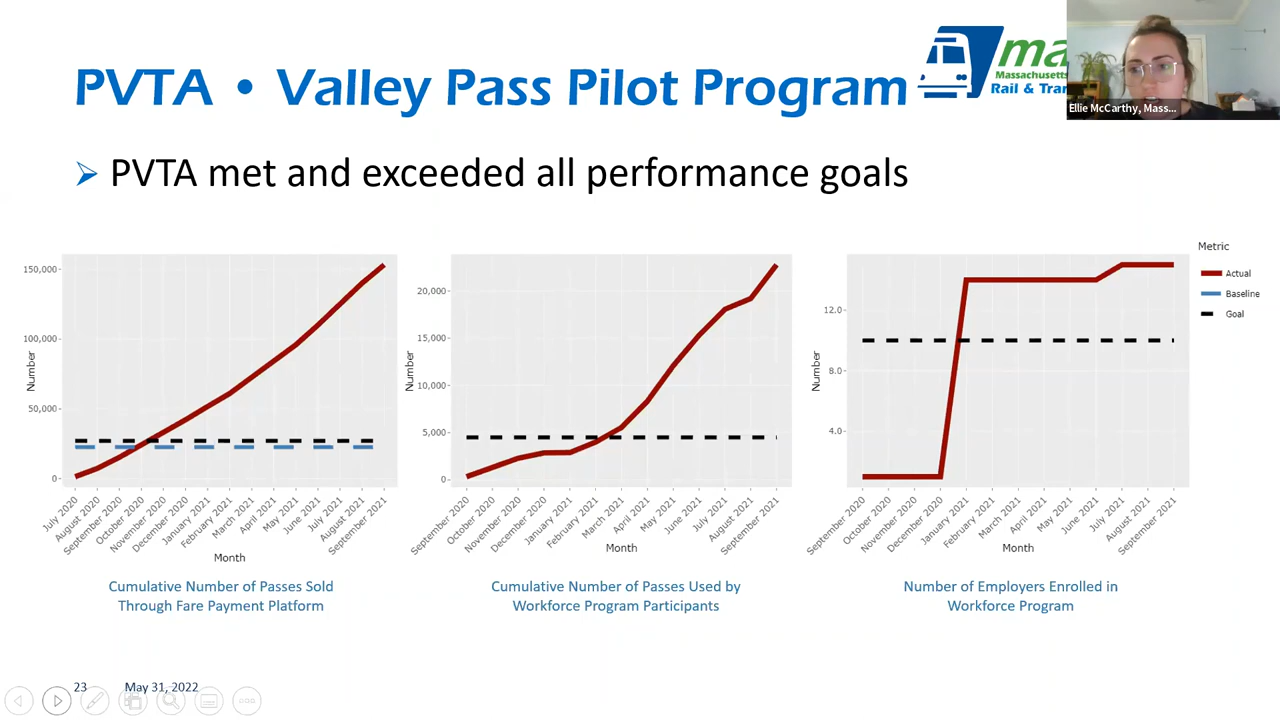 PVTA • Valley Pass Pilot Program
ma
Massachusetts
Rail & Tran
Ellie McCarthy, Mass...
➢ PVTA met and exceeded all performance goals
150,000
100,000
50,000
0
Number
July 2020
August 2020
September 2020
October 2020
November 2020
December 2020
January 2021
February 2021
March 2021
April 2021
May 2021
June 2021
July 2021
August 2021
September 2021
Month
Cumulative Number of Passes Sold
Through Fare Payment Platform
20,000
15,000
10,000
5,000
0
Number
September 2020
October 2020
November 2020
December 2020
January 2021
February 2021
March 2021
April 2021
May 2021
June 2021
July 2021
August 2021
September 2021
Month
Cumulative Number of Passes Used by
Workforce Program Participants
12.0
8.0
4.0
Number
September 2020
October 2020
November 2020
December 2020
January 2021
February 2021
March 2021
April 2021
May 2021
June 2021
July 2021
August 2021
September 2021
Month
Number of Employers Enrolled in
Workforce Program
Metric
Actual
Baseline
Goal
23 May 31, 2022